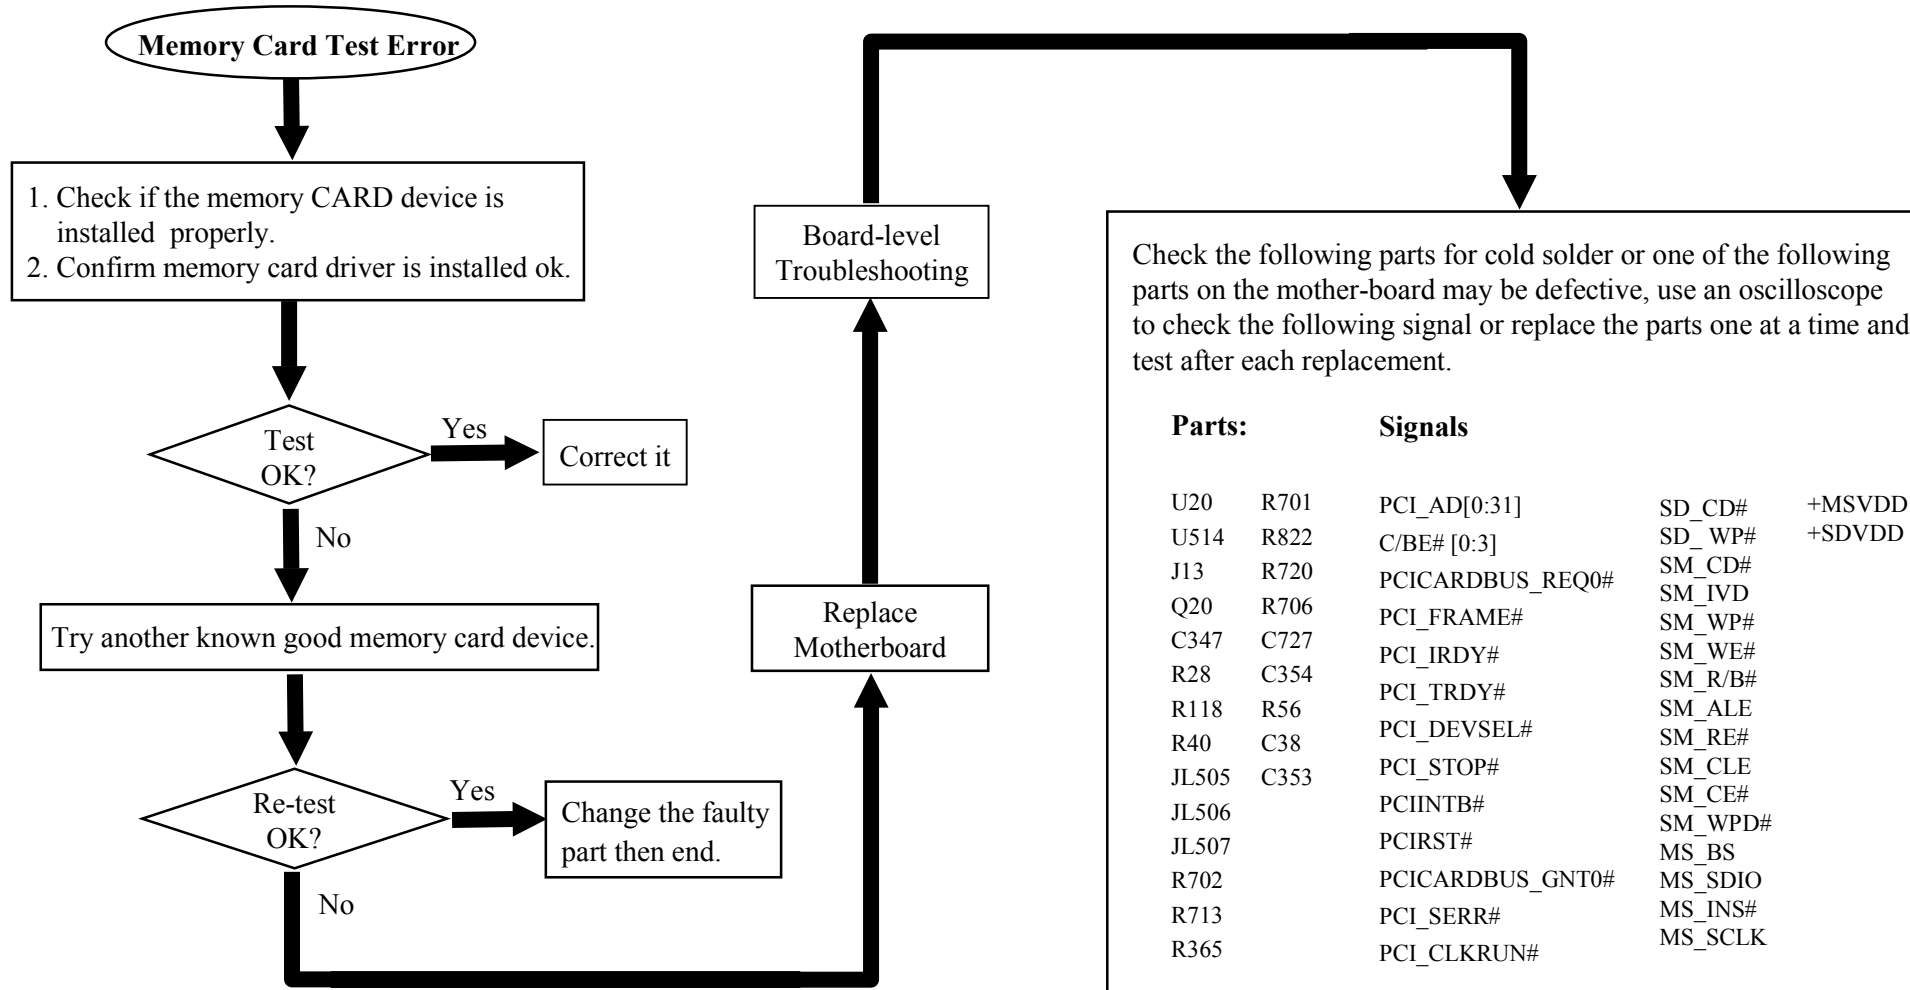 Memory Card Test Error
1. Check if the memory CARD device is
installed properly.
2. Confirm memory card driver is installed ok.
Test
OK?
Yes
Correct it
No
Try another known good memory card device.
Re-test
OK?
Yes
Change the faulty
part then end.
No
Replace
Motherboard
Board-level
Troubleshooting
Check the following parts for cold solder or one of the following
parts on the mother-board may be defective, use an oscilloscope
to check the following signal or replace the parts one at a time and
test after each replacement.
Parts:
U20
U514
J13
Q20
C347
R28
R118
R40
JL505
JL506
JL507
R702
R713
R365
R701
R822
R720
R706
C727
C354
R56
C38
C353
Signals
PCI_AD[0:31]
C/BE# [0:3]
PCICARDBUS_REQ0#
PCI_FRAME#
PCI_IRDY#
PCI_TRDY#
PCI_DEVSEL#
PCI_STOP#
PCIINTB#
PCIRST#
PCICARDBUS_GNT0#
PCI_SERR#
PCI_CLKRUN#
SD_CD#
SD_ WP#
SM_CD#
SM_IVD
SM_WP#
SM_WE#
SM_R/B#
SM_ALE
SM_RE#
SM_CLE
SM_CE#
SM_WPD#
MS_BS
MS_SDIO
MS_INS#
MS_SCLK
+MSVDD
+SDVDD